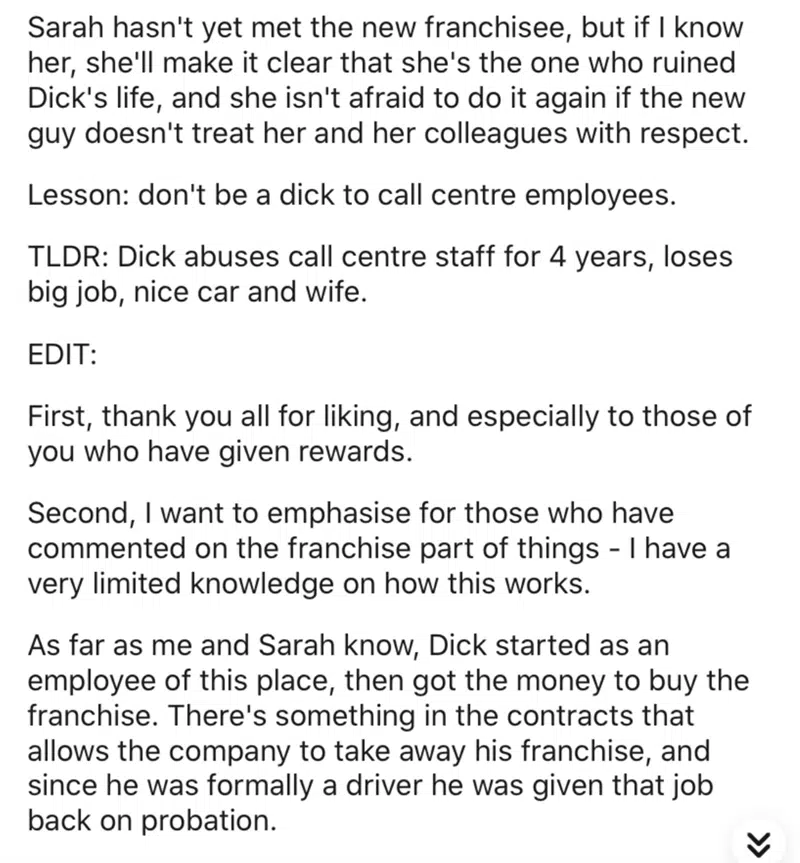 Sarah hasn't yet met the new franchisee, but if I know
her, she'll make it clear that she's the one who ruined
Dick's life, and she isn't afraid to do it again if the new
guy doesn't treat her and her colleagues with respect.
Lesson: don't be a dick to call centre employees.
TLDR: Dick abuses call centre staff for 4 years, loses
big job, nice car and wife.
EDIT:
First, thank you all for liking, and especially to those of
you who have given rewards.
Second, I want to emphasise for those who have
commented on the franchise part of things - I have a
very limited knowledge on how this works.
As far as me and Sarah know, Dick started as an
employee of this place, then got the money to buy the
franchise. There's something in the contracts that
allows the company to take away his franchise, and
since he was formally a driver he was given that job
back on probation.